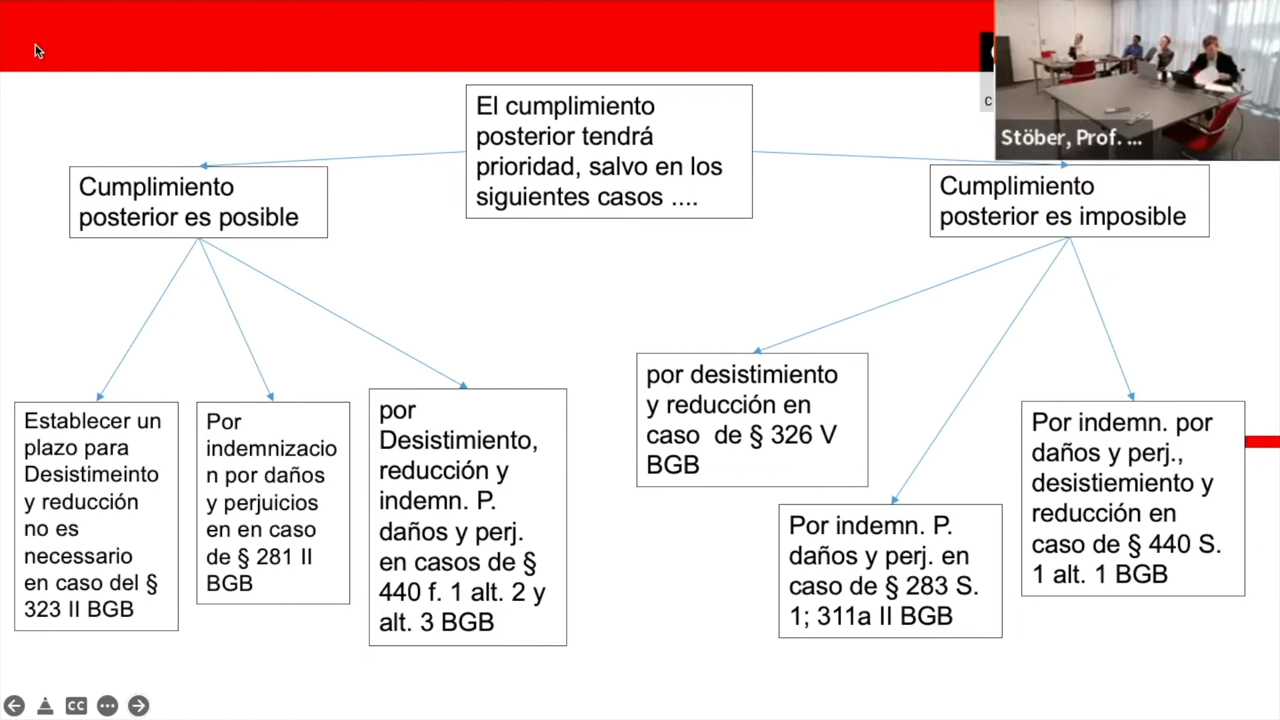 El cumplimiento
posterior tendrá
prioridad, salvo en los
siguientes casos ....
Stöber, Prof. ...
C
Cumplimiento
posterior es posible
Cumplimiento
posterior es imposible
Establecer un
plazo para
Desistimeinto
y reducción
no es
necessario
en caso del §
323 II BGB
Por
indemnizacio
n por daños
y perjuicios
en en caso
de § 281 II
BGB
por
Desistimiento,
reducción y
indemn. P.
daños y perj.
en casos de §
440 f. 1 alt. 2 y
alt. 3 BGB
por desistimiento
y reducción en
caso  de § 326 V
BGB
Por indemn. P.
daños y perj. en
caso de § 283 S.
1; 311a II BGB
Por indemn. por
daños y perj.,
desistiemiento y
reducción en
caso de § 440 S.
1 alt. 1 BGB
CC